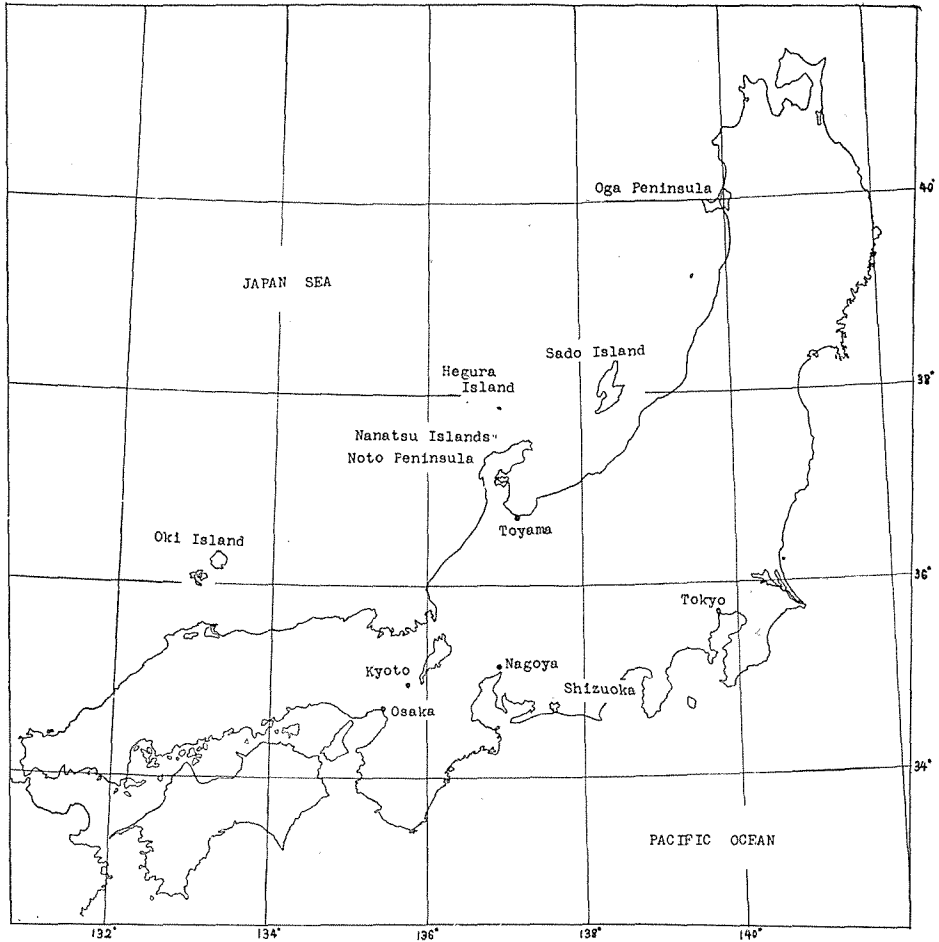 Oga Peninsula
40°
JAPAN SEA
Sado Island
Hegura
Island
38°
Nanatsu Islands
Noto Peninsula
Toyama
Oki Island
36°
Tokyo
Kyoto
Nagoya
Shizuoka
Osaka
34°
PACIFIC OCEAN
132°
134°
136°
138°
140°